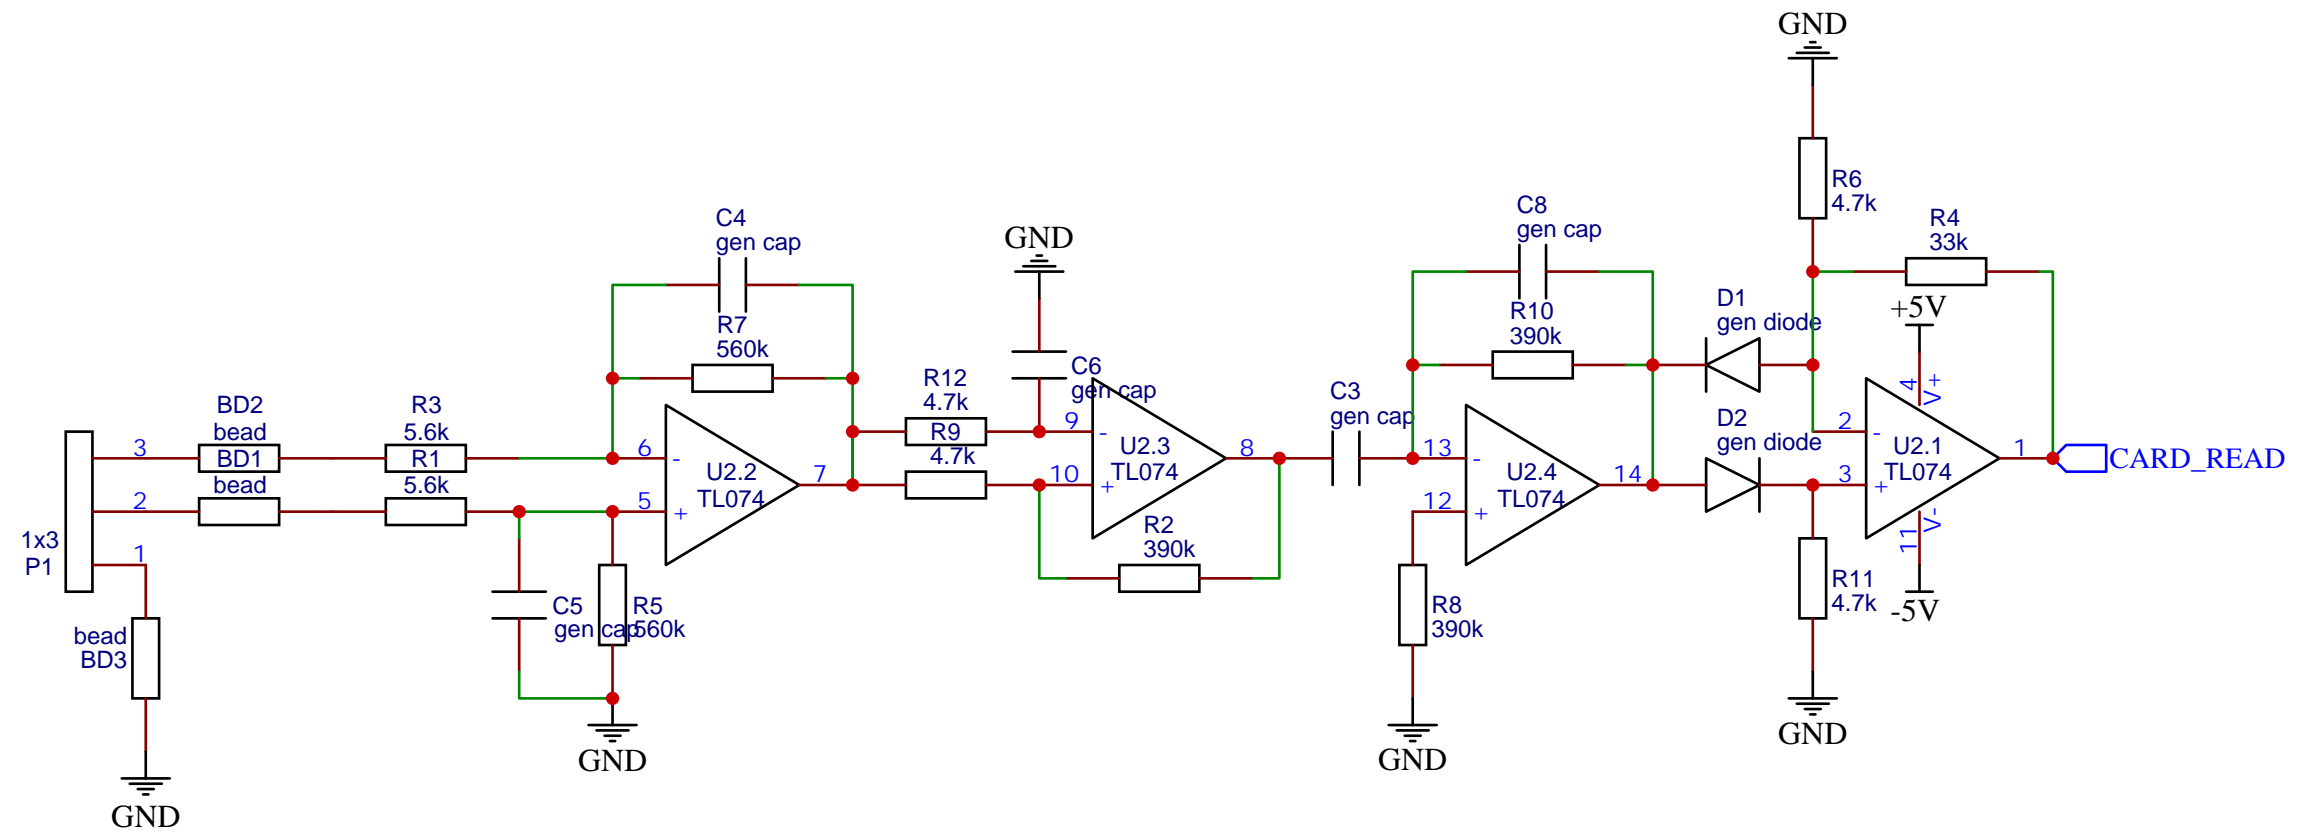 GND
R6
4.7k
C8
gen cap
R4
33k
C4
gen cap
GND
D1
gen diode
+5V
R10
390k
R7
560k
C6
gen cap
4
V+
R12
4.7k
C3
gen cap
BD2
bead
R3
5.6k
D2
gen diode
9
-
2
-
3
BD1
bead
R1
5.6k
6
-
R9
4.7k
U2.3
TL074
8
13
-
U2.1
TL074
1
CARD_READ
U2.2
TL074
7
10
+
U2.4
TL074
14
3
+
2
5
+
12
+
1x3
P1
1
R2
390k
11
V-
-5V
R11
4.7k
C5
gen cap
R5
560k
R8
390k
bead
BD3
GND
GND
GND
GND